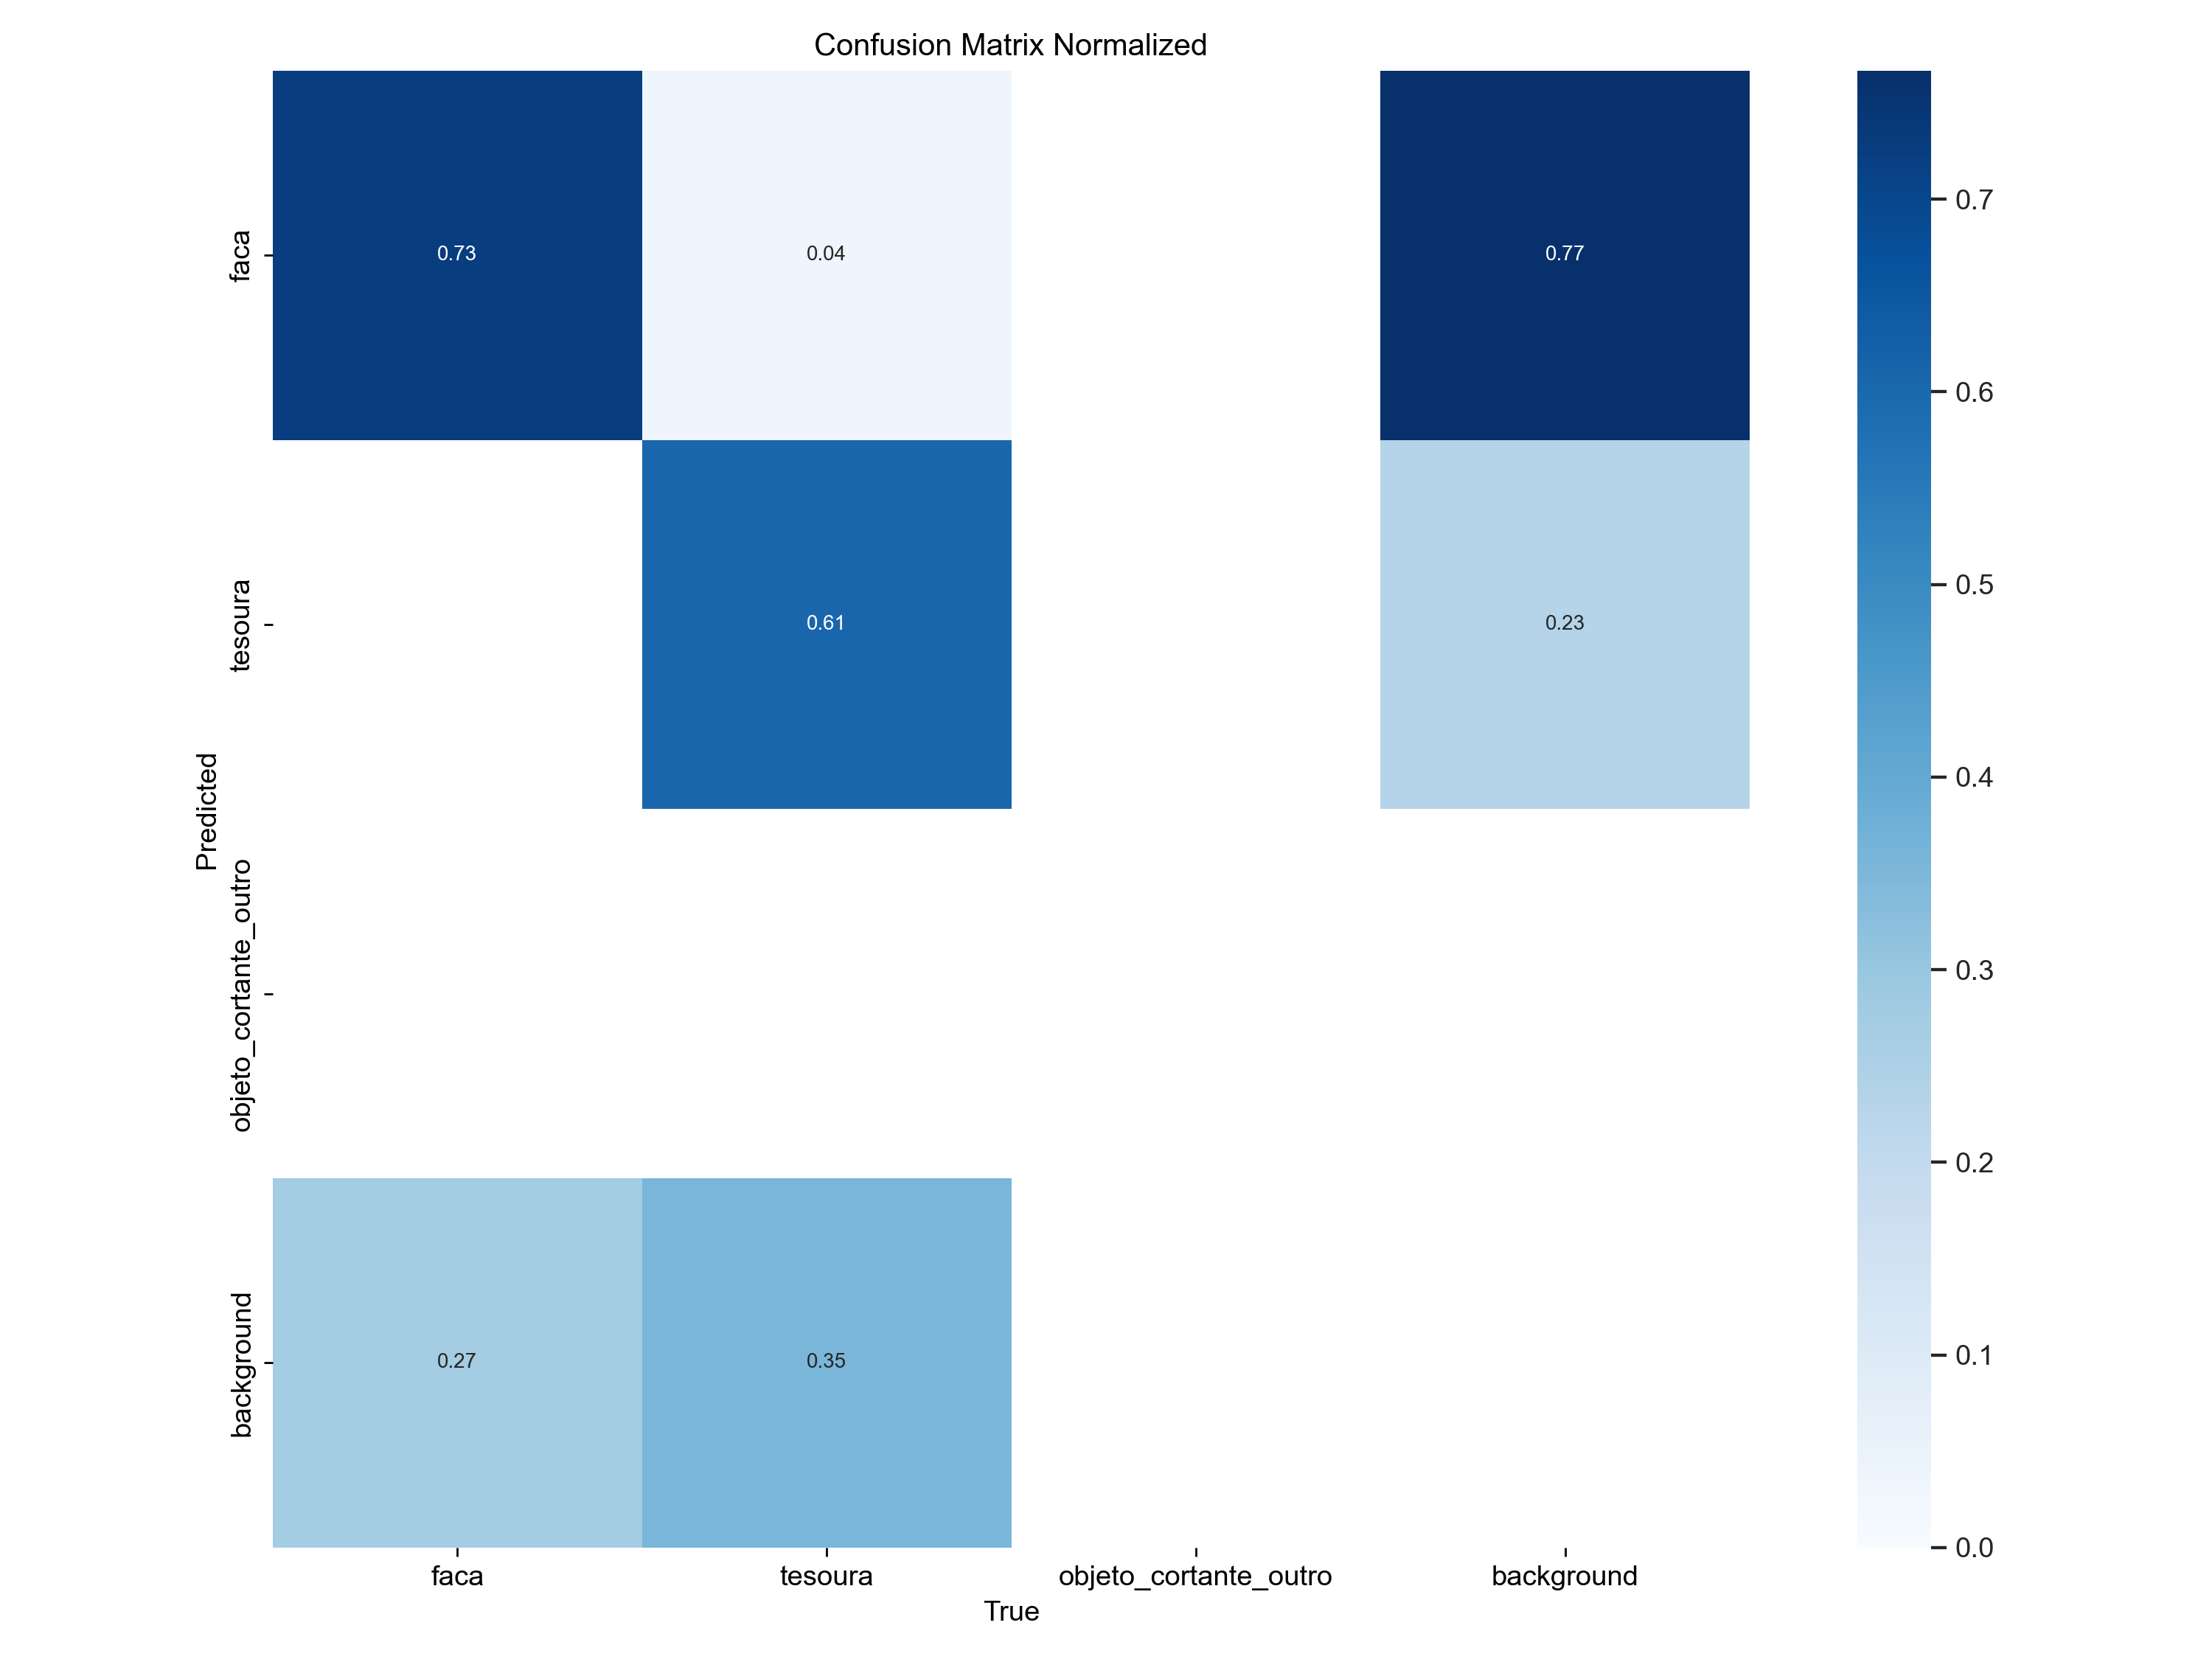 Confusion Matrix Normalized
0.73
0.04
0.77
faca
0.61
0.23
tesoura
Predicted
objeto_cortante_outro
0.27
0.35
background
faca
tesoura
objeto_cortante_outro
background
True
0.7
0.6
0.5
0.4
0.3
0.2
0.1
0.0